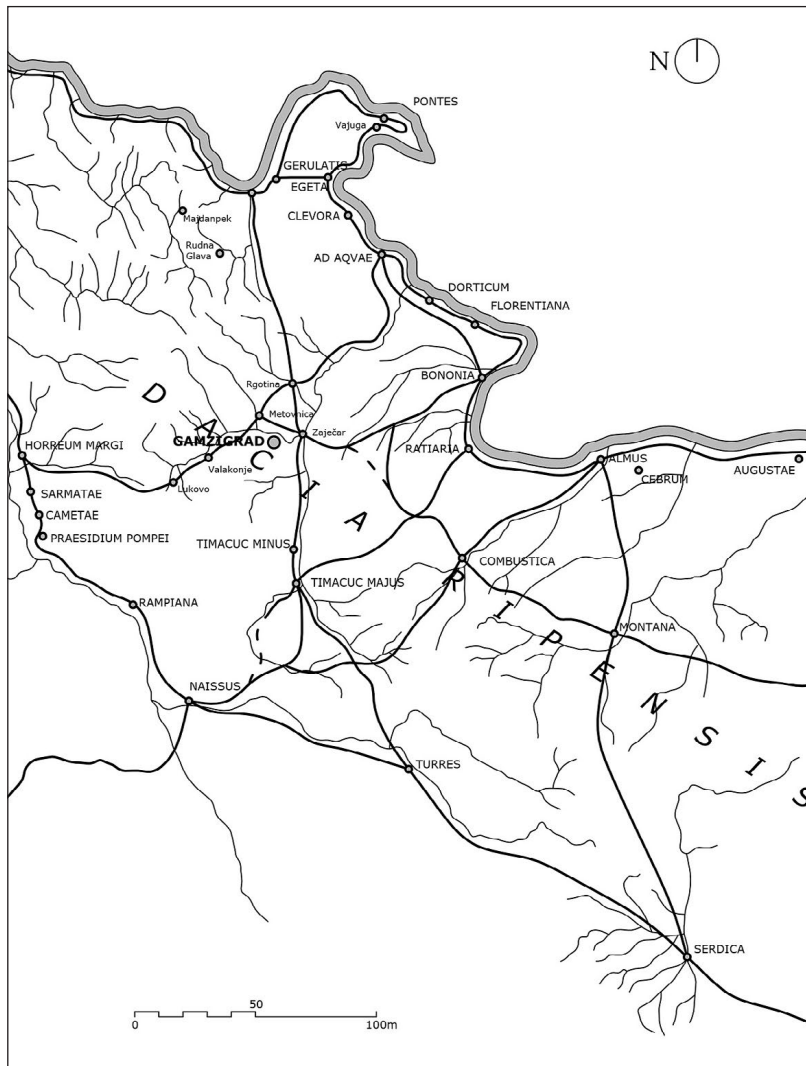 N
PONTES
Vajuga
GERULATIS
EGETA
Majdanpek
CLEVORA
Rudna
Glava
AD AQVAE
DORTICUM
FLORENTIANA
Rgotina
BONONIA
Metovnica
Zaječar
GAMZIGRAD
HORREUM MARGI
Valakonje
RATIARIA
ALMUS
CEBRUM
AUGUSTAE
Lukovo
SARMATAE
CAMETAE
PRAESIDIUM POMPEI
TIMACUC MINUS
COMBUSTICA
TIMACUC MAJUS
RAMPIANA
MONTANA
NAISSUS
TURRES
SERDICA
DACIA RIPENSIS
50
0 100m